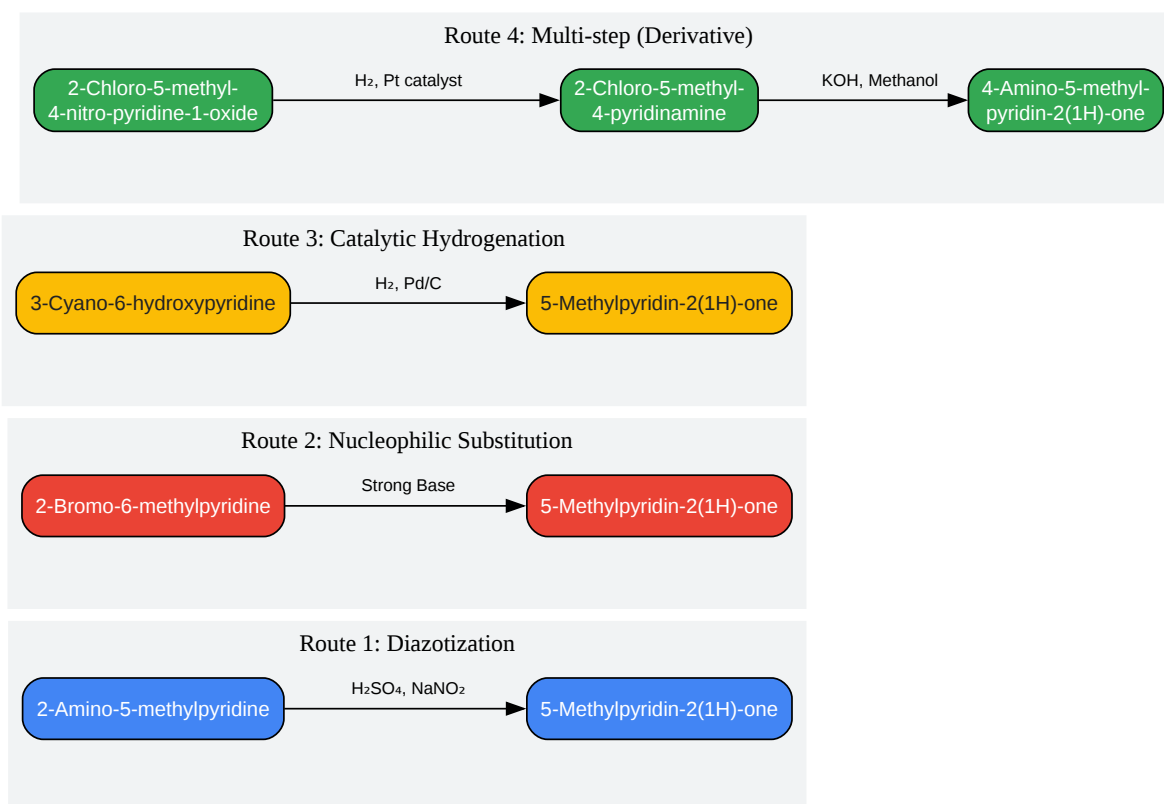 Route 4: Multi-step (Derivative)
2-Chloro-5-methyl-
4-nitro-pyridine-1-oxide
H₂, Pt catalyst
2-Chloro-5-methyl-
4-pyridinamine
KOH, Methanol
4-Amino-5-methyl-
pyridin-2(1H)-one
Route 3: Catalytic Hydrogenation
3-Cyano-6-hydroxypyridine
H₂, Pd/C
5-Methylpyridin-2(1H)-one
Route 2: Nucleophilic Substitution
2-Bromo-6-methylpyridine
Strong Base
5-Methylpyridin-2(1H)-one
Route 1: Diazotization
2-Amino-5-methylpyridine
H₂SO₄, NaNO₂
5-Methylpyridin-2(1H)-one